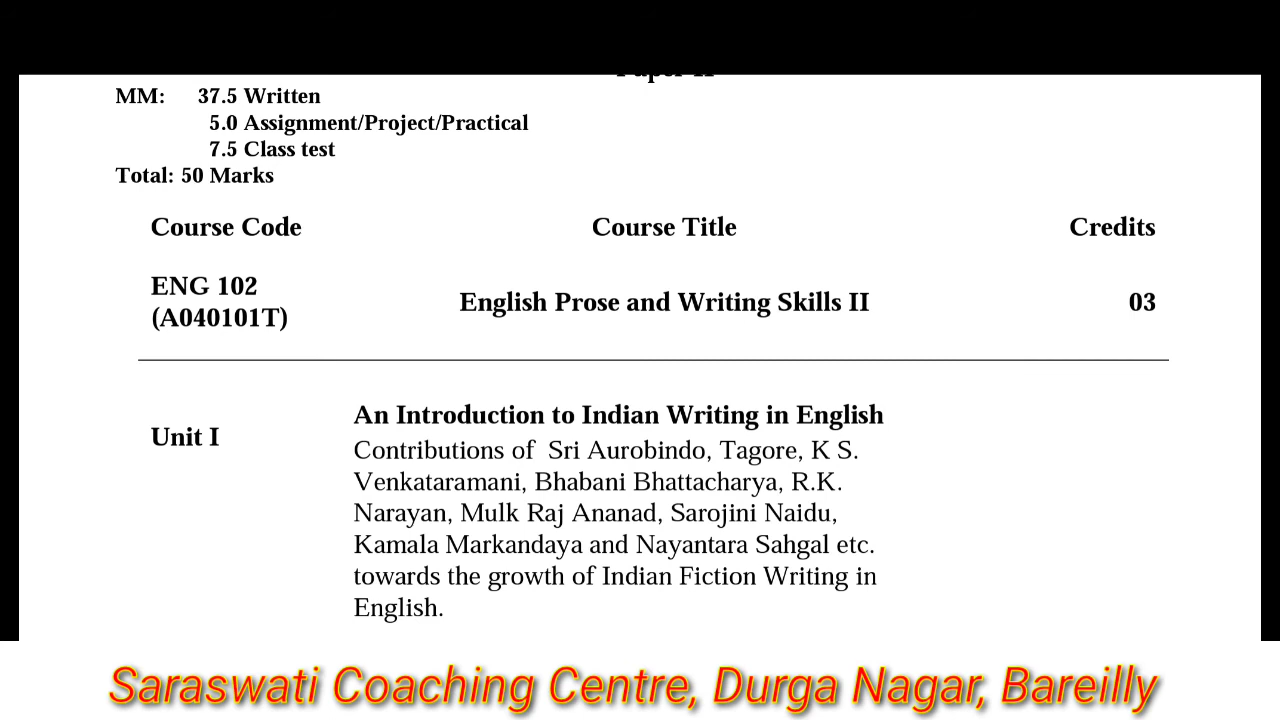 Paper II
MM: 37.5 Written
5.0 Assignment/Project/Practical
7.5 Class test
Total: 50 Marks
Course Code Course Title Credits
ENG 102
(A040101T) English Prose and Writing Skills II 03
Unit I
An Introduction to Indian Writing in English
Contributions of Sri Aurobindo, Tagore, K S.
Venkataramani, Bhabani Bhattacharya, R.K.
Narayan, Mulk Raj Ananad, Sarojini Naidu,
Kamala Markandaya and Nayantara Sahgal etc.
towards the growth of Indian Fiction Writing in
English.
Saraswati Coaching Centre, Durga Nagar, Bareilly